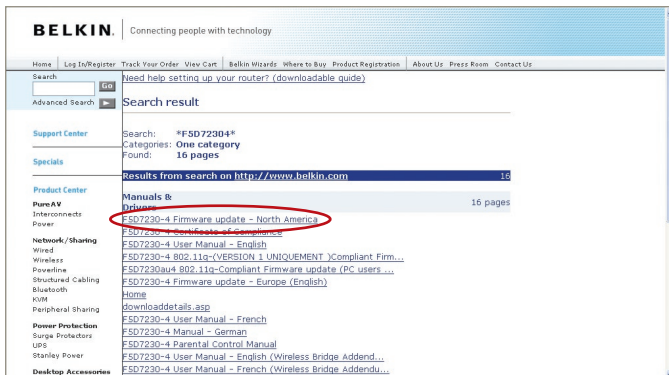 BELKIN.
Connecting people with technology
Home Log In/Register Track Your Order View Cart Belkin Wizards Where to Buy Product Registration About Us Press Room Contact Us
Search
Go
Advanced Search
Support Center
Specials
Product Center
PureAV
Interconnects
Power
Network/Sharing
Wired
Wireless
Powerline
Structured Cabling
Bluetooth
KVM
Peripheral Sharing
Power Protection
Surge Protectors
UPS
Stanley Power
Desktop Accessories
Need help setting up your router? (downloadable guide)
Search result
Search: *F5D72304*
Categories: One category
Found: 16 pages
Results from search on http://www.belkin.com 16
Manuals &
Drivers 16 pages
F5D7230-4 Firmware update - North America
F5D7230-4 Certificate of Compliance
F5D7230-4 User Manual - English
F5D7230-4 802.11g-(VERSION 1 UNIQUEMENT )Compliant Firm...
F5D7230au4 802.11g-Compliant Firmware update (PC users ...
F5D7230-4 Firmware update - Europe (English)
Home
downloaddetails.asp
F5D7230-4 User Manual - French
F5D7230-4 Manual - German
F5D7230-4 Parental Control Manual
F5D7230-4 User Manual - English (Wireless Bridge Addend...
F5D7230-4 User Manual - French (Wireless Bridge Addendu...